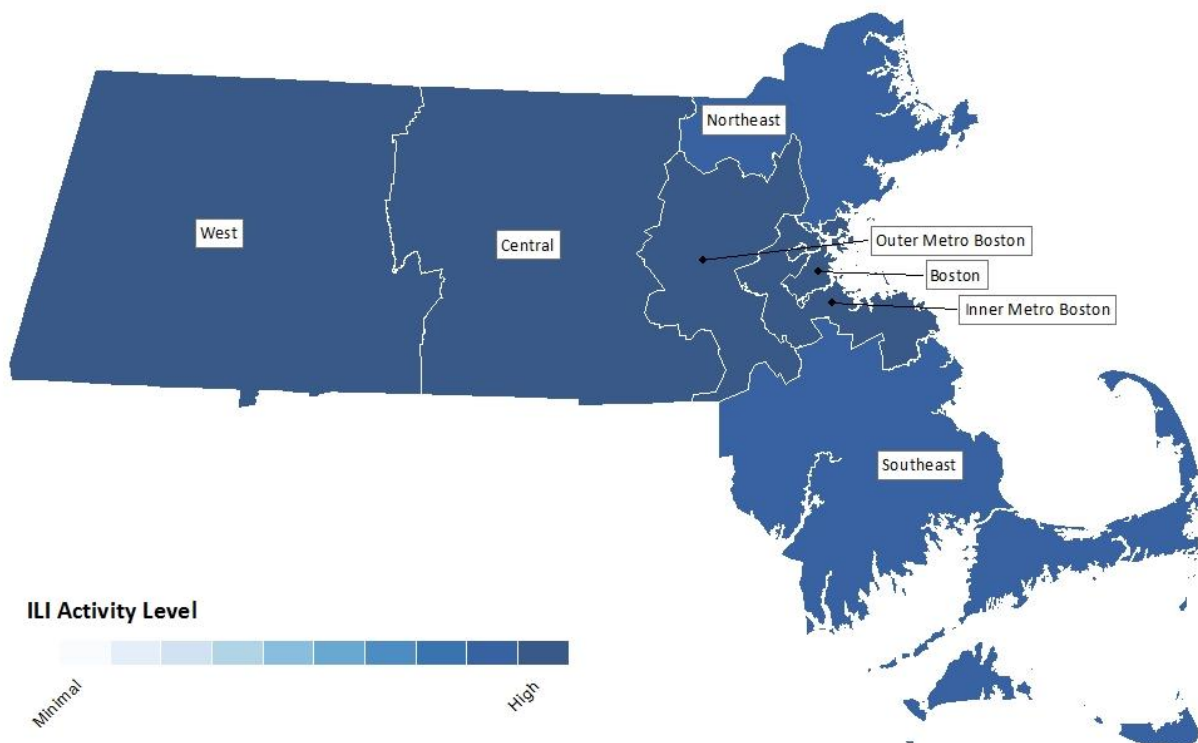 Northeast
West
Central
Outer Metro Boston
Boston
Inner Metro Boston
Southeast
ILI Activity Level
Minimal
High